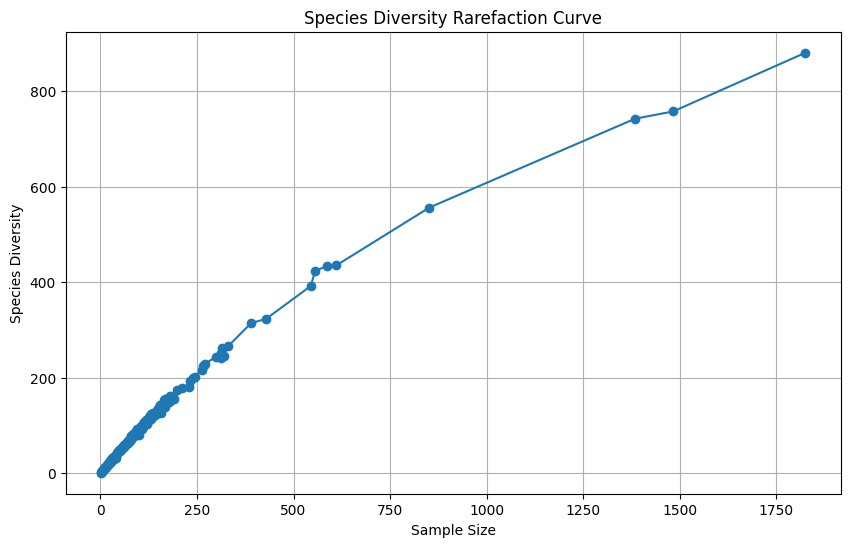 Species Diversity Rarefaction Curve
800
600
400
200
0
Species Diversity
0 250 500 750 1000 1250 1500 1750
Sample Size